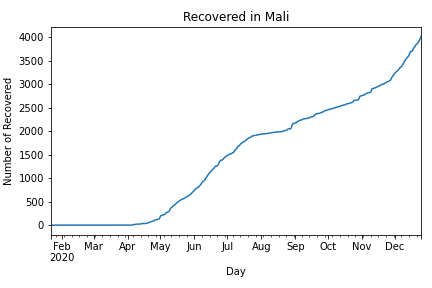 Recovered in Mali
Number of Recovered
4000
3500
3000
2500
2000
1500
1000
500
0
Feb Mar Apr May Jun Jul Aug Sep Oct Nov Dec
2020
Day